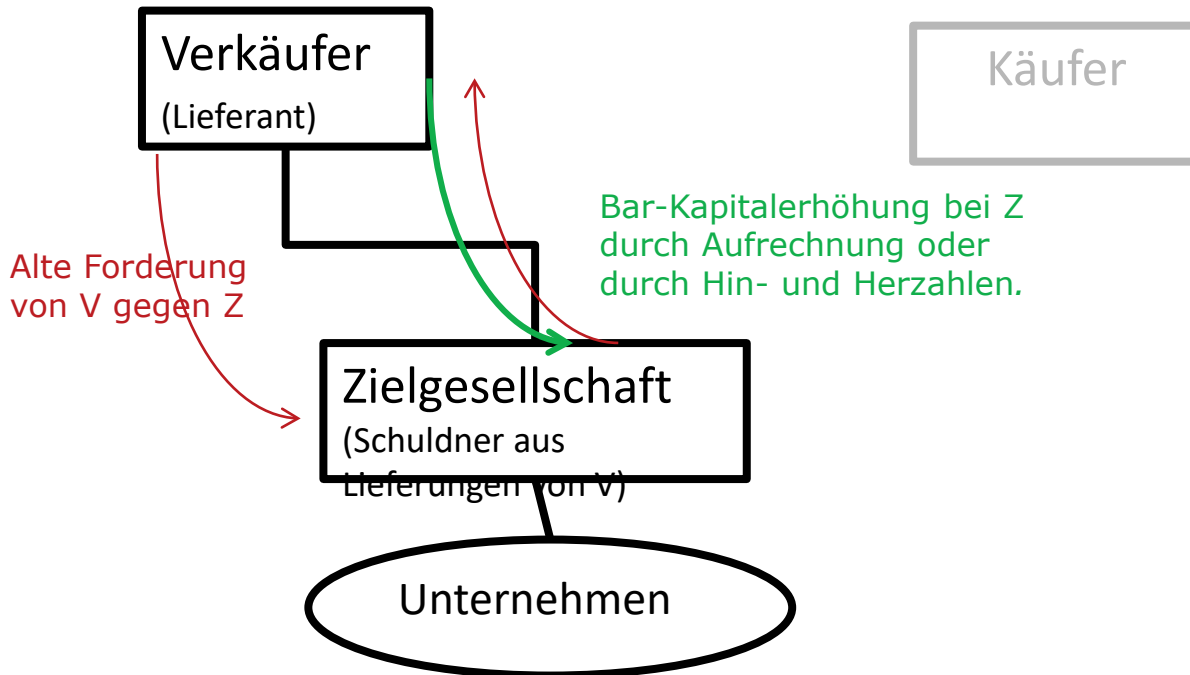 Verkäufer
(Lieferant)
Käufer
Bar-Kapitalerhöhung bei Z
durch Aufrechnung oder
durch Hin- und Herzahlen.
Alte Forderung
von V gegen Z
Zielgesellschaft
(Schuldner aus
Lieferungen von V)
Unternehmen